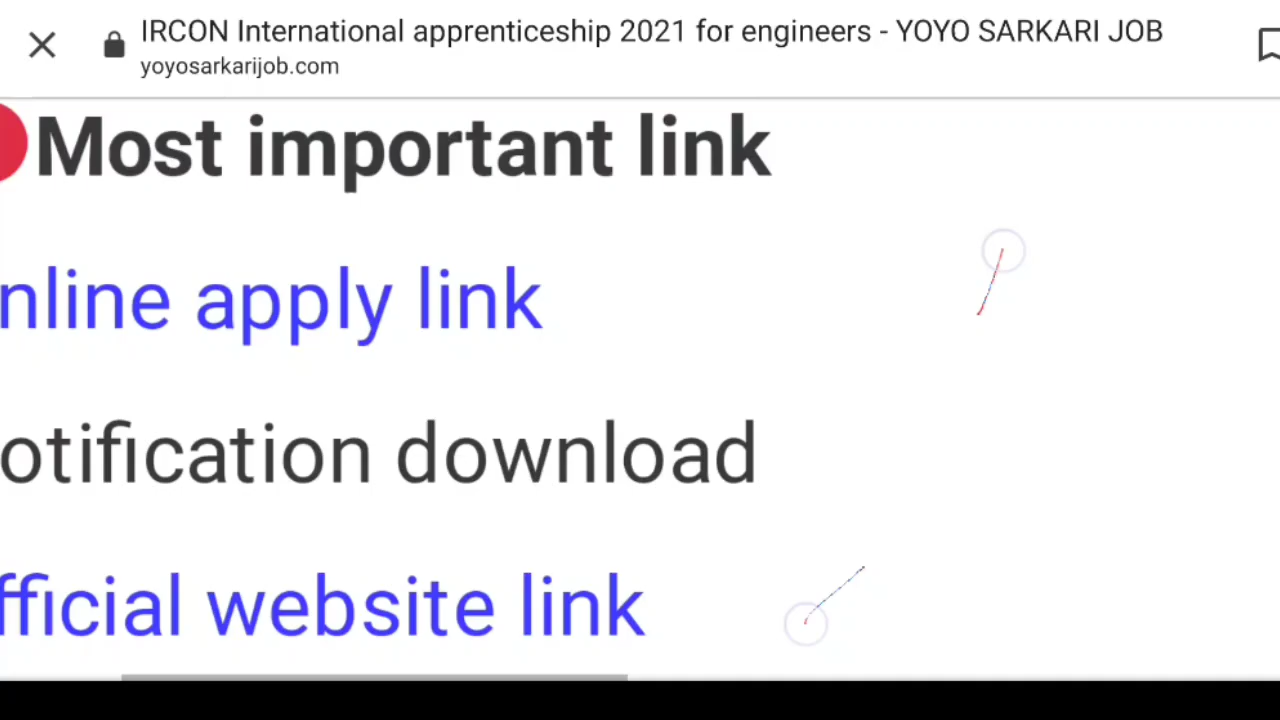 IRCON International apprenticeship 2021 for engineers - YOYO SARKARI JOB
yoyosarkarijob.com
Most important link
nline apply link
otification download
fficial website link